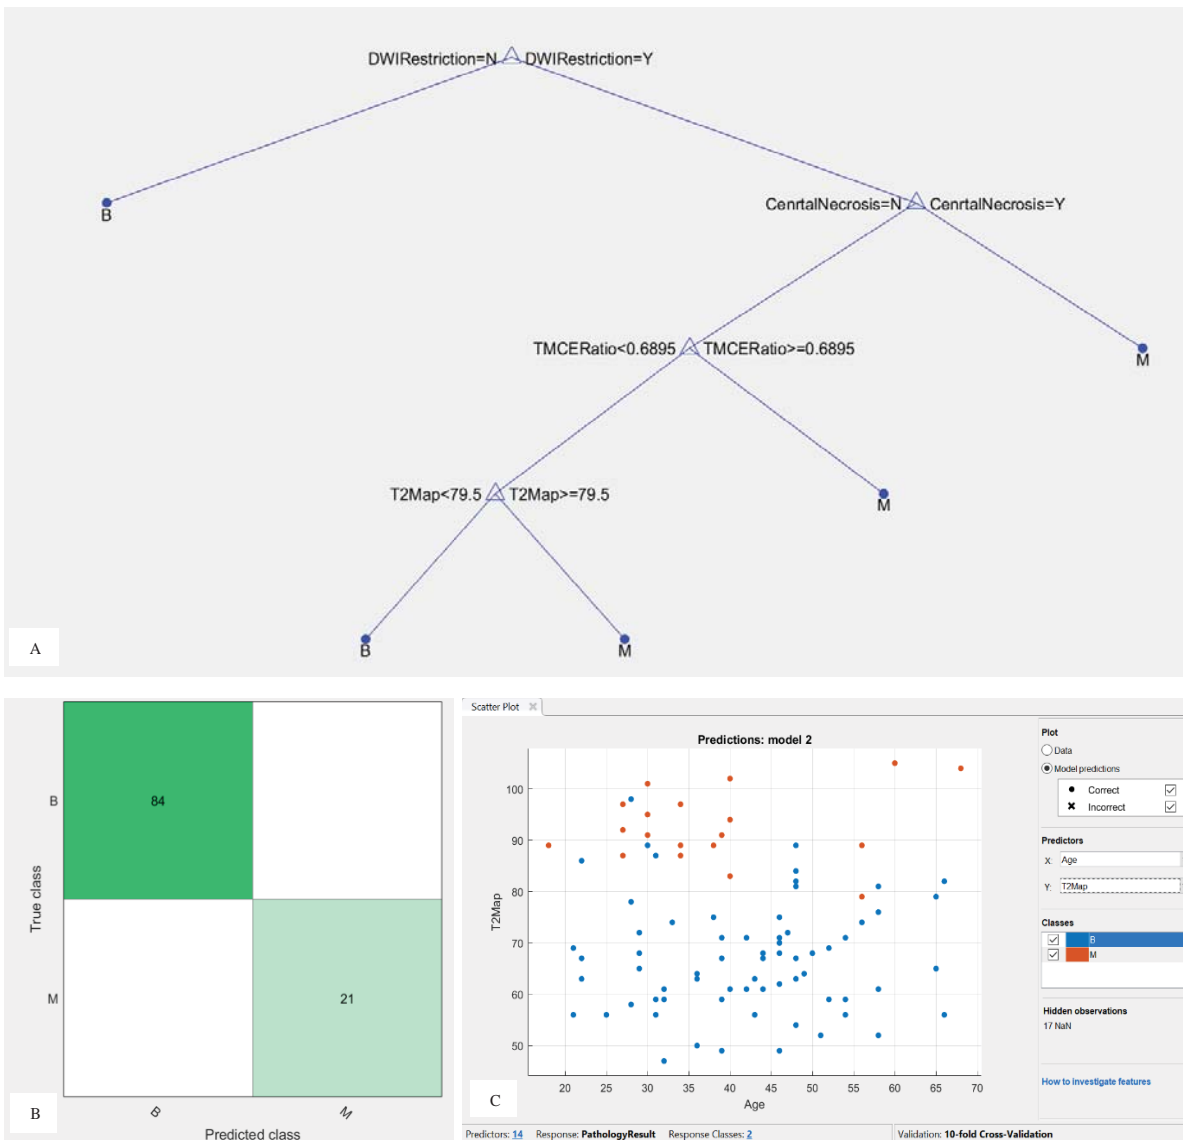 DWIRestriction=N DWIRestriction=Y
B
CenrtalNecrosis=N CenrtalNecrosis=Y
TMCERatio<0.6895 TMCERatio>=0.6895
M
T2Map<79.5 T2Map>=79.5
M
B M
A
B
84
True class
M
21
B M
Predicted class
B
Scatter Plot
Predictions: model 2
T2Map
100
90
80
70
60
50
20 25 30 35 40 45 50 55 60 65 70
Age
C
Plot
Data
Model predictions
Correct
Incorrect
Predictors
X: Age
Y: T2Map
Classes
B
M
Hidden observations
17 NaN
How to investigate features
Predictors: 14 Response: PathologyResult Response Classes: 2 Validation: 10-fold Cross-Validation